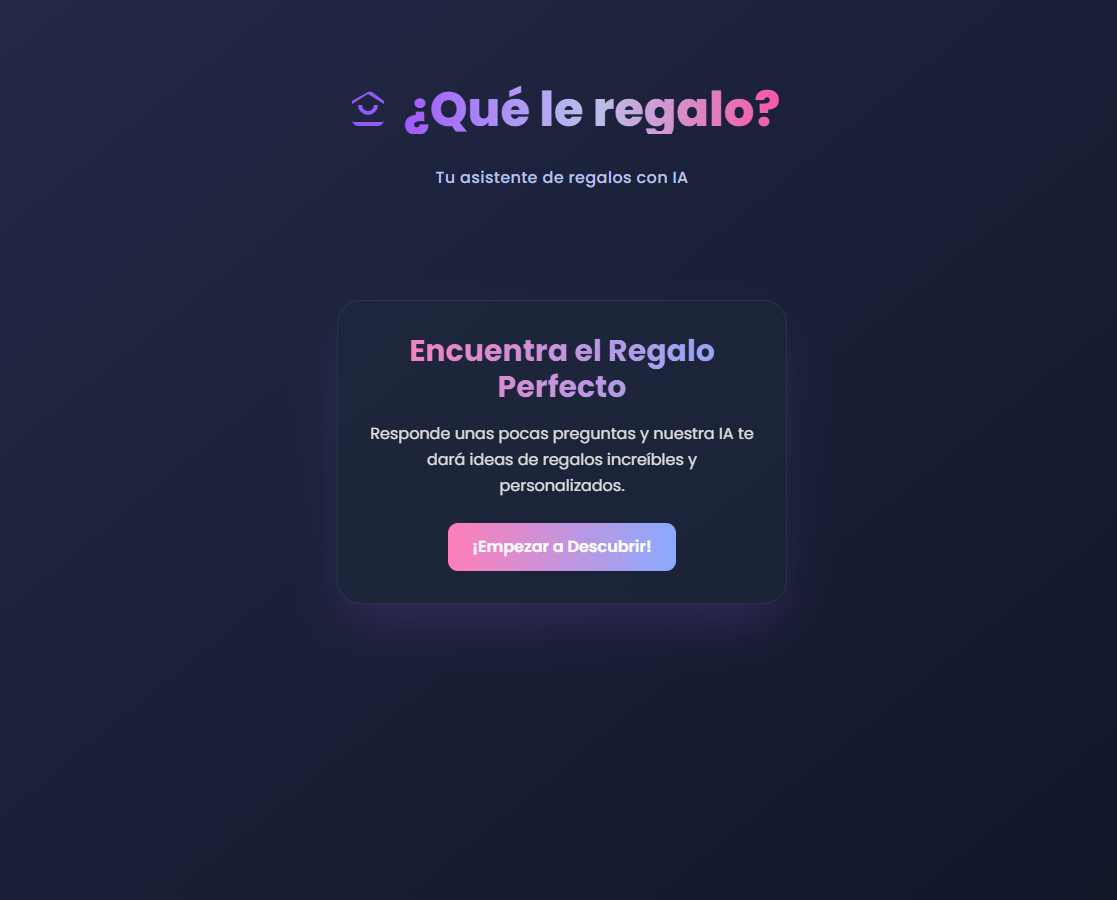 ¿Qué le regalo?
Tu asistente de regalos con IA
Encuentra el Regalo
Perfecto
Responde unas pocas preguntas y nuestra IA te
dará ideas de regalos increíbles y
personalizados.
¡Empezar a Descubrir!